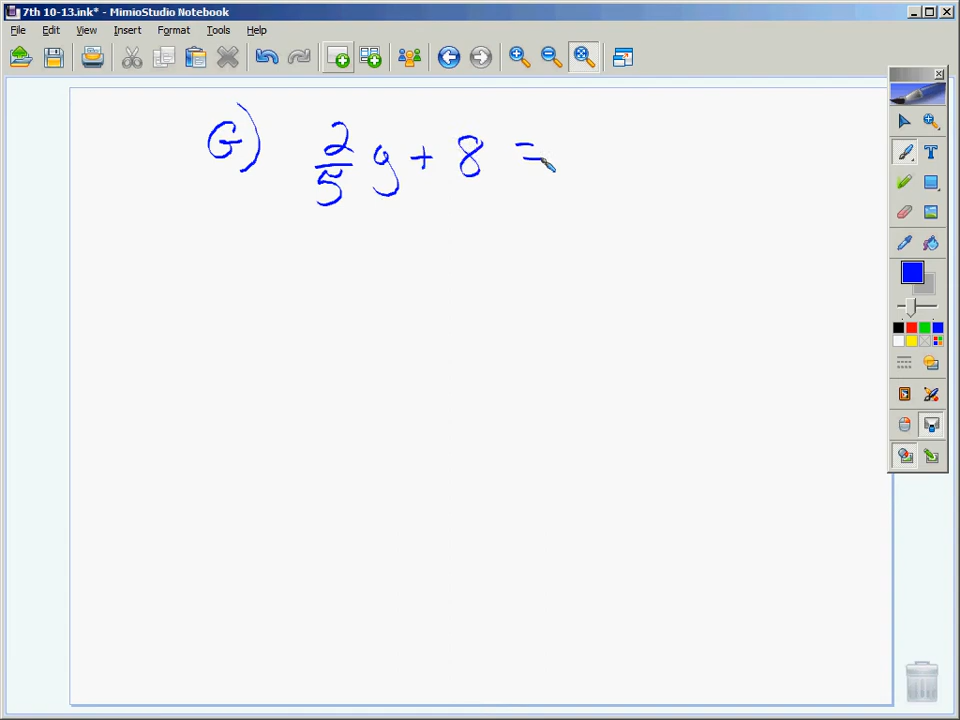 7th 10-13.ink* - MimioStudio Notebook
File Edit View Insert Format Tools Help
G) 2/5 y + 8 =
T